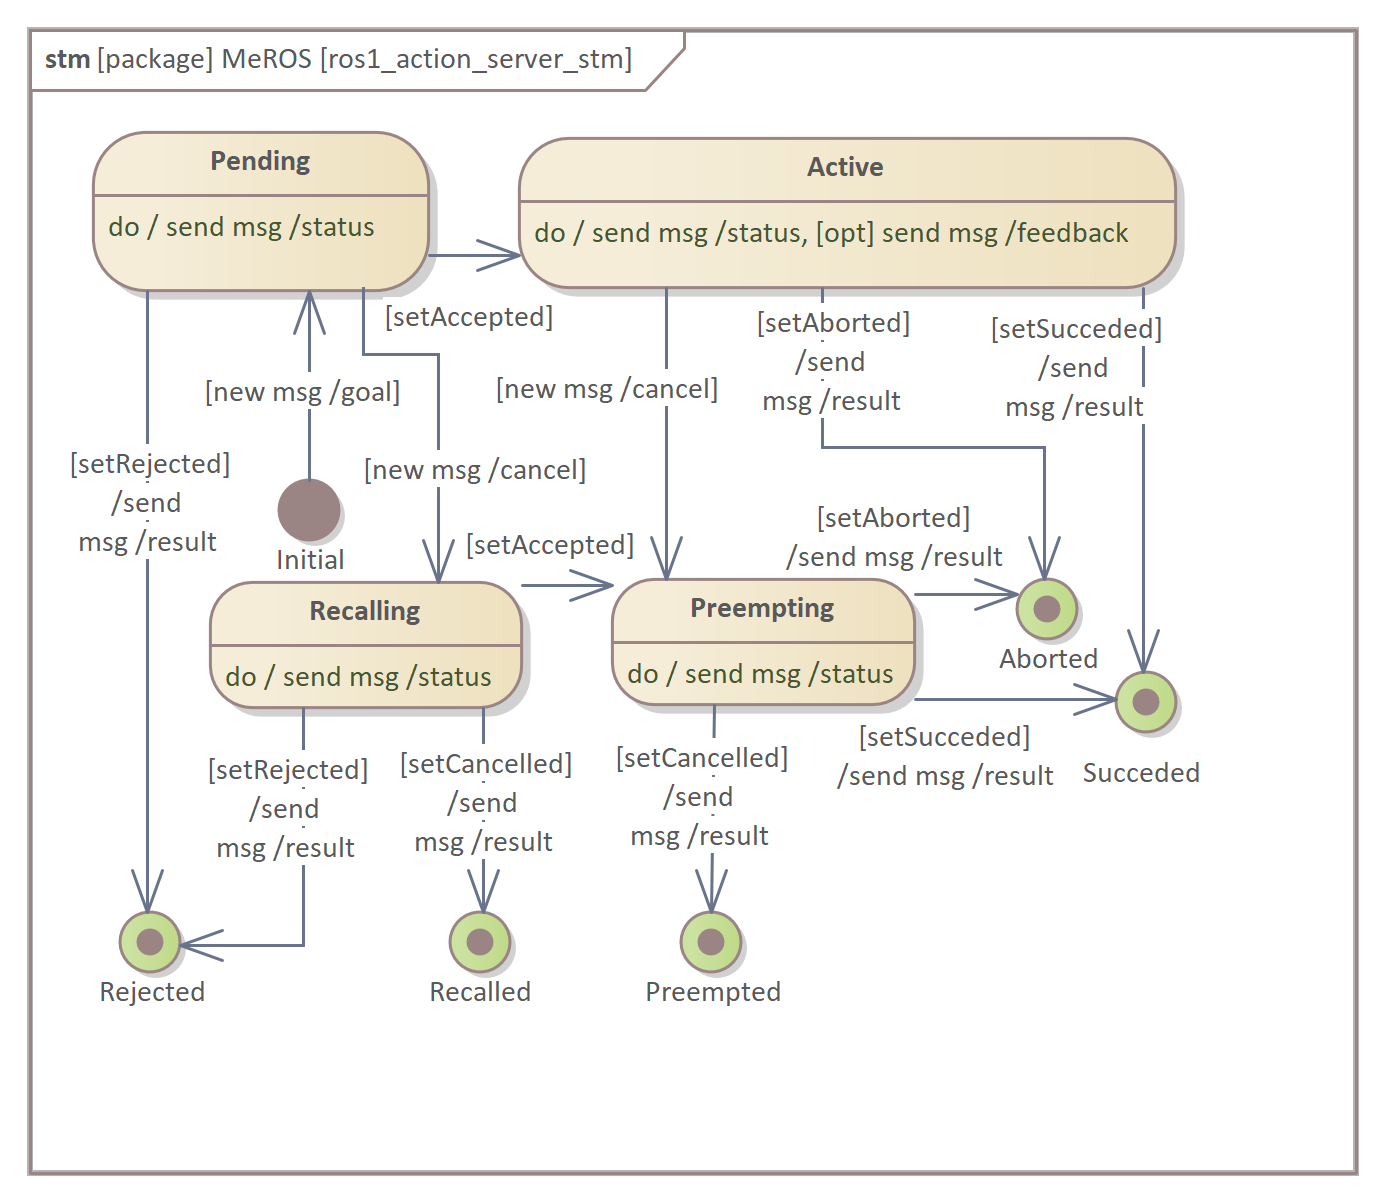 stm [package] MeROS [ros1_action_server_stm]
Pending
do / send msg /status
Active
do / send msg /status, [opt] send msg /feedback
[setAccepted]
[setAborted]
/send
msg /result
[setSucceded]
/send
msg /result
[new msg /goal]
[new msg /cancel]
[setRejected]
/send
msg /result
[new msg /cancel]
Initial
[setAccepted]
[setAborted]
/send msg /result
Recalling
do / send msg /status
Preempting
do / send msg /status
Aborted
[setRejected]
/send
msg /result
[setCancelled]
/send
msg /result
[setCancelled]
/send
msg /result
[setSucceded]
/send msg /result
Succeded
Rejected
Recalled
Preempted